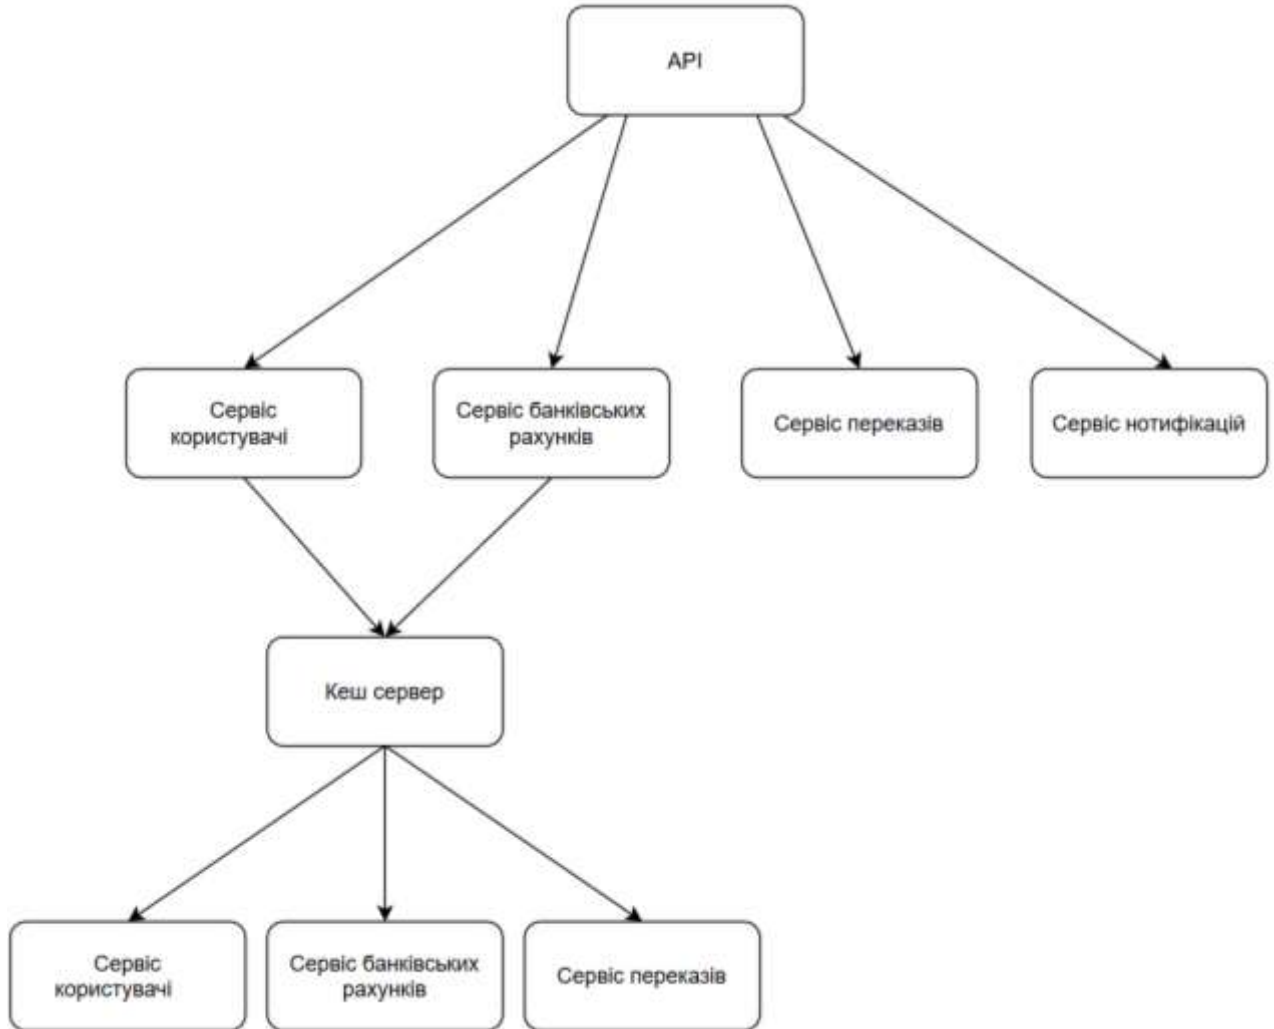 API
Сервіс
користувачі
Сервіс банківських
рахунків
Сервіс переказів
Сервіс нотифікацій
Кеш сервер
Сервіс
користувачі
Сервіс банківських
рахунків
Сервіс переказів